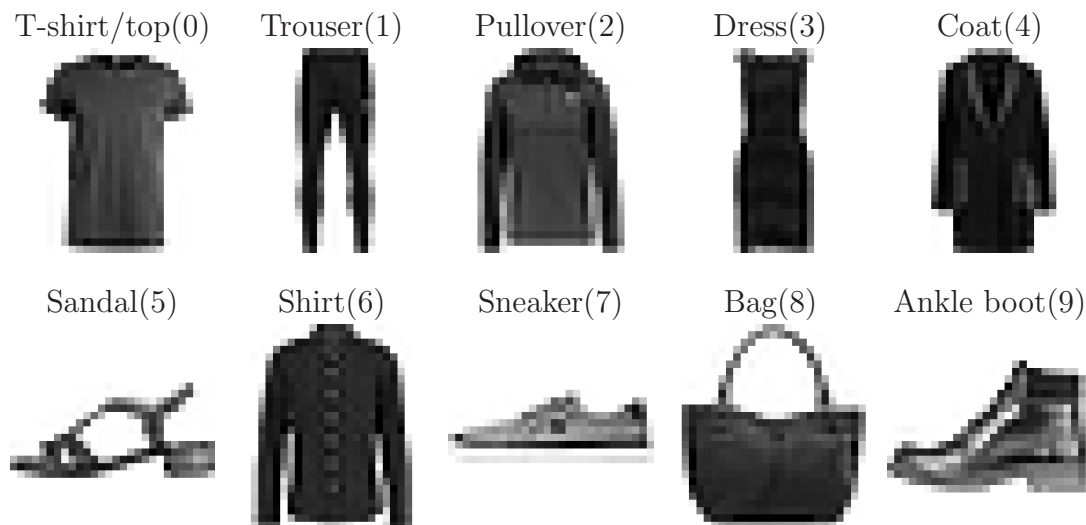 T-shirt/top(0) Trouser(1) Pullover(2) Dress(3) Coat(4)
Sandal(5) Shirt(6) Sneaker(7) Bag(8) Ankle boot(9)